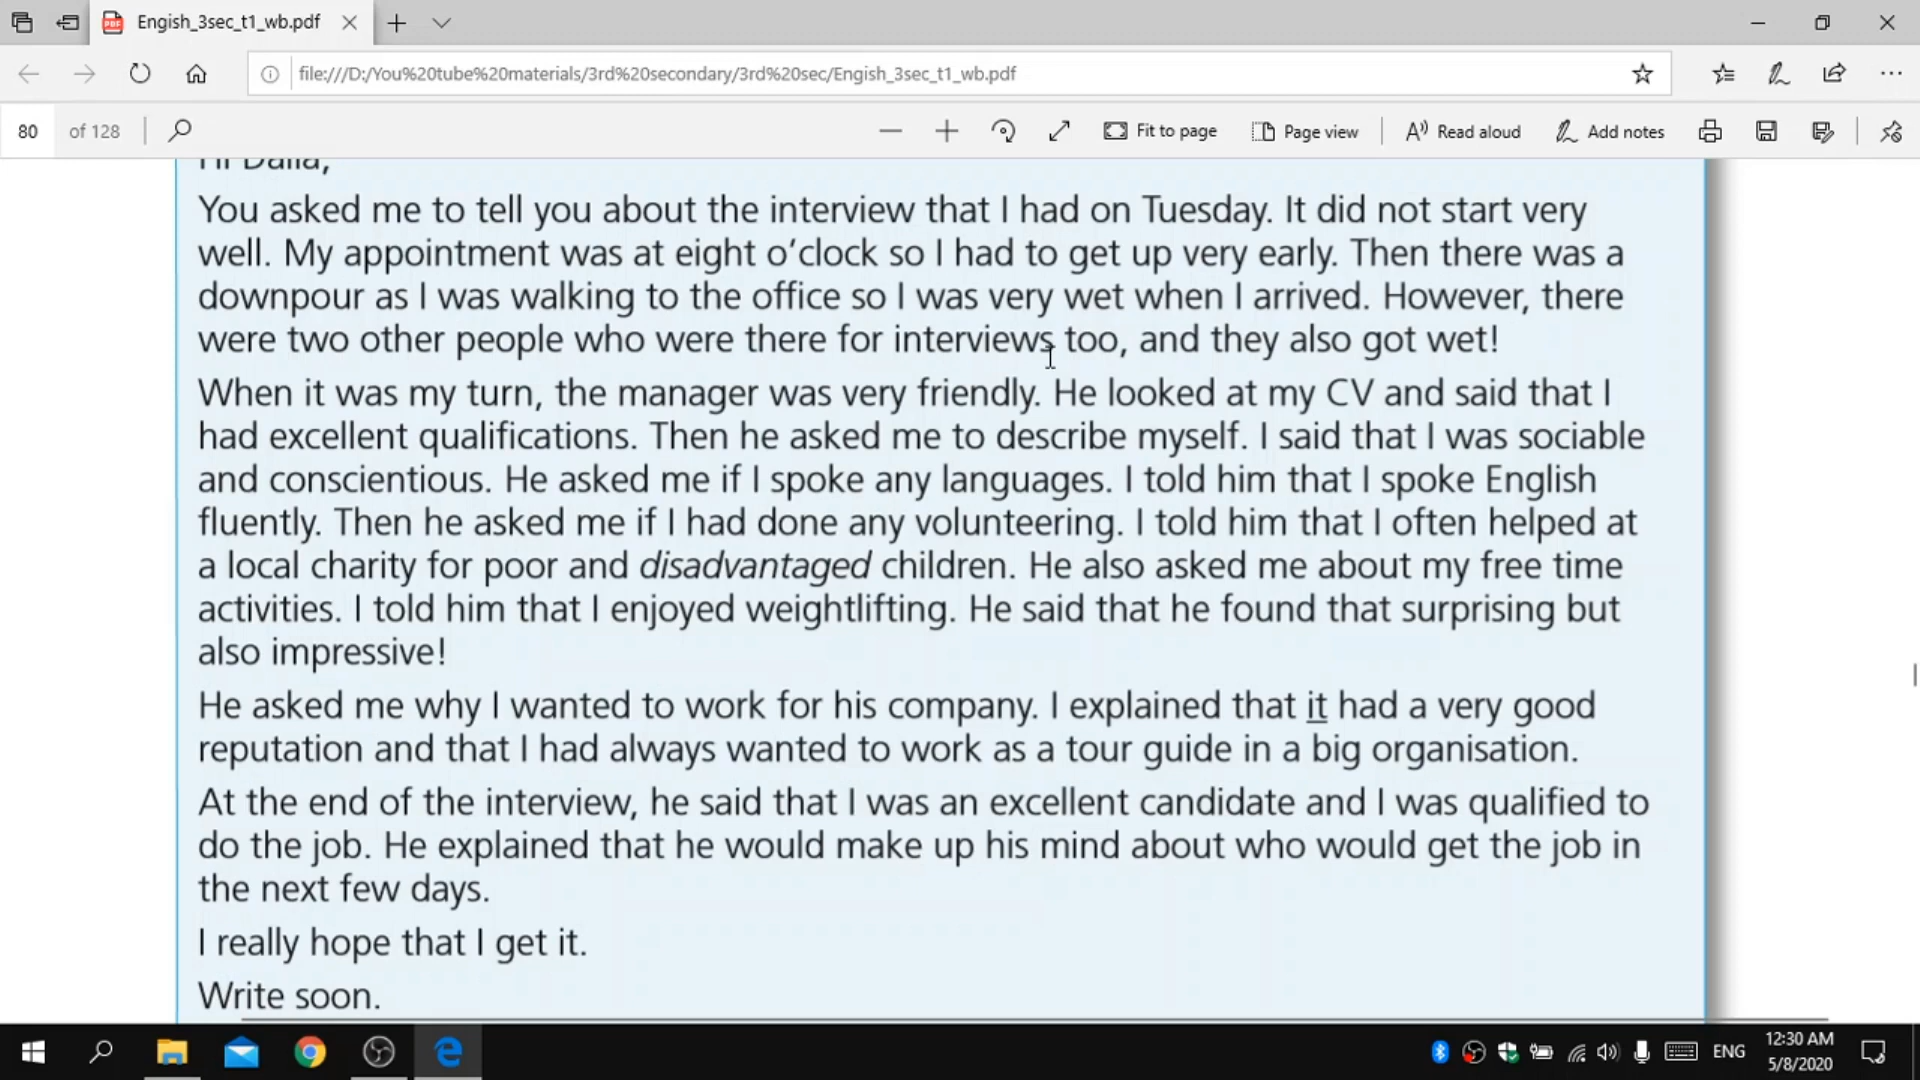 Engish_3sec_t1_wb.pdf
file:///D:/You%20tube%20materials/3rd%20secondary/3rd%20sec/Engish_3sec_t1_wb.pdf
80 of 128 Fit to page Page view Read aloud Add notes
Hi Dalia,
You asked me to tell you about the interview that I had on Tuesday. It did not start very
well. My appointment was at eight o‘clock so I had to get up very early. Then there was a
downpour as I was walking to the office so I was very wet when I arrived. However, there
were two other people who were there for interviews too, and they also got wet!
When it was my turn, the manager was very friendly. He looked at my CV and said that I
had excellent qualifications. Then he asked me to describe myself. I said that I was sociable
and conscientious. He asked me if I spoke any languages. I told him that I spoke English
fluently. Then he asked me if I had done any volunteering. I told him that I often helped at
a local charity for poor and disadvantaged children. He also asked me about my free time
activities. I told him that I enjoyed weightlifting. He said that he found that surprising but
also impressive!
He asked me why I wanted to work for his company. I explained that it had a very good
reputation and that I had always wanted to work as a tour guide in a big organisation.
At the end of the interview, he said that I was an excellent candidate and I was qualified to
do the job. He explained that he would make up his mind about who would get the job in
the next few days.
I really hope that I get it.
Write soon.
ENG
12:30 AM
5/8/2020